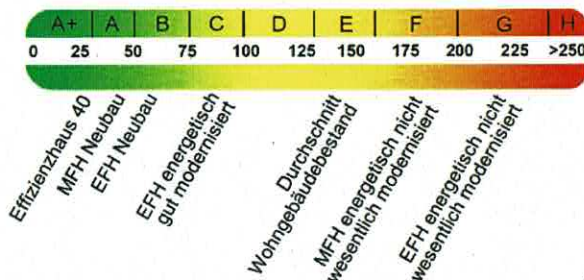 A+ A B C D E F G H
0 25 50 75 100 125 150 175 200 225 >250
Effizienzhaus 40
MFH Neubau
EFH Neubau
EFH energetisch
gut modernisiert
Durchschnitt
Wohngebäudebestand
MFH energetisch nicht
wesentlich modernisiert
EFH energetisch nicht
wesentlich modernisiert